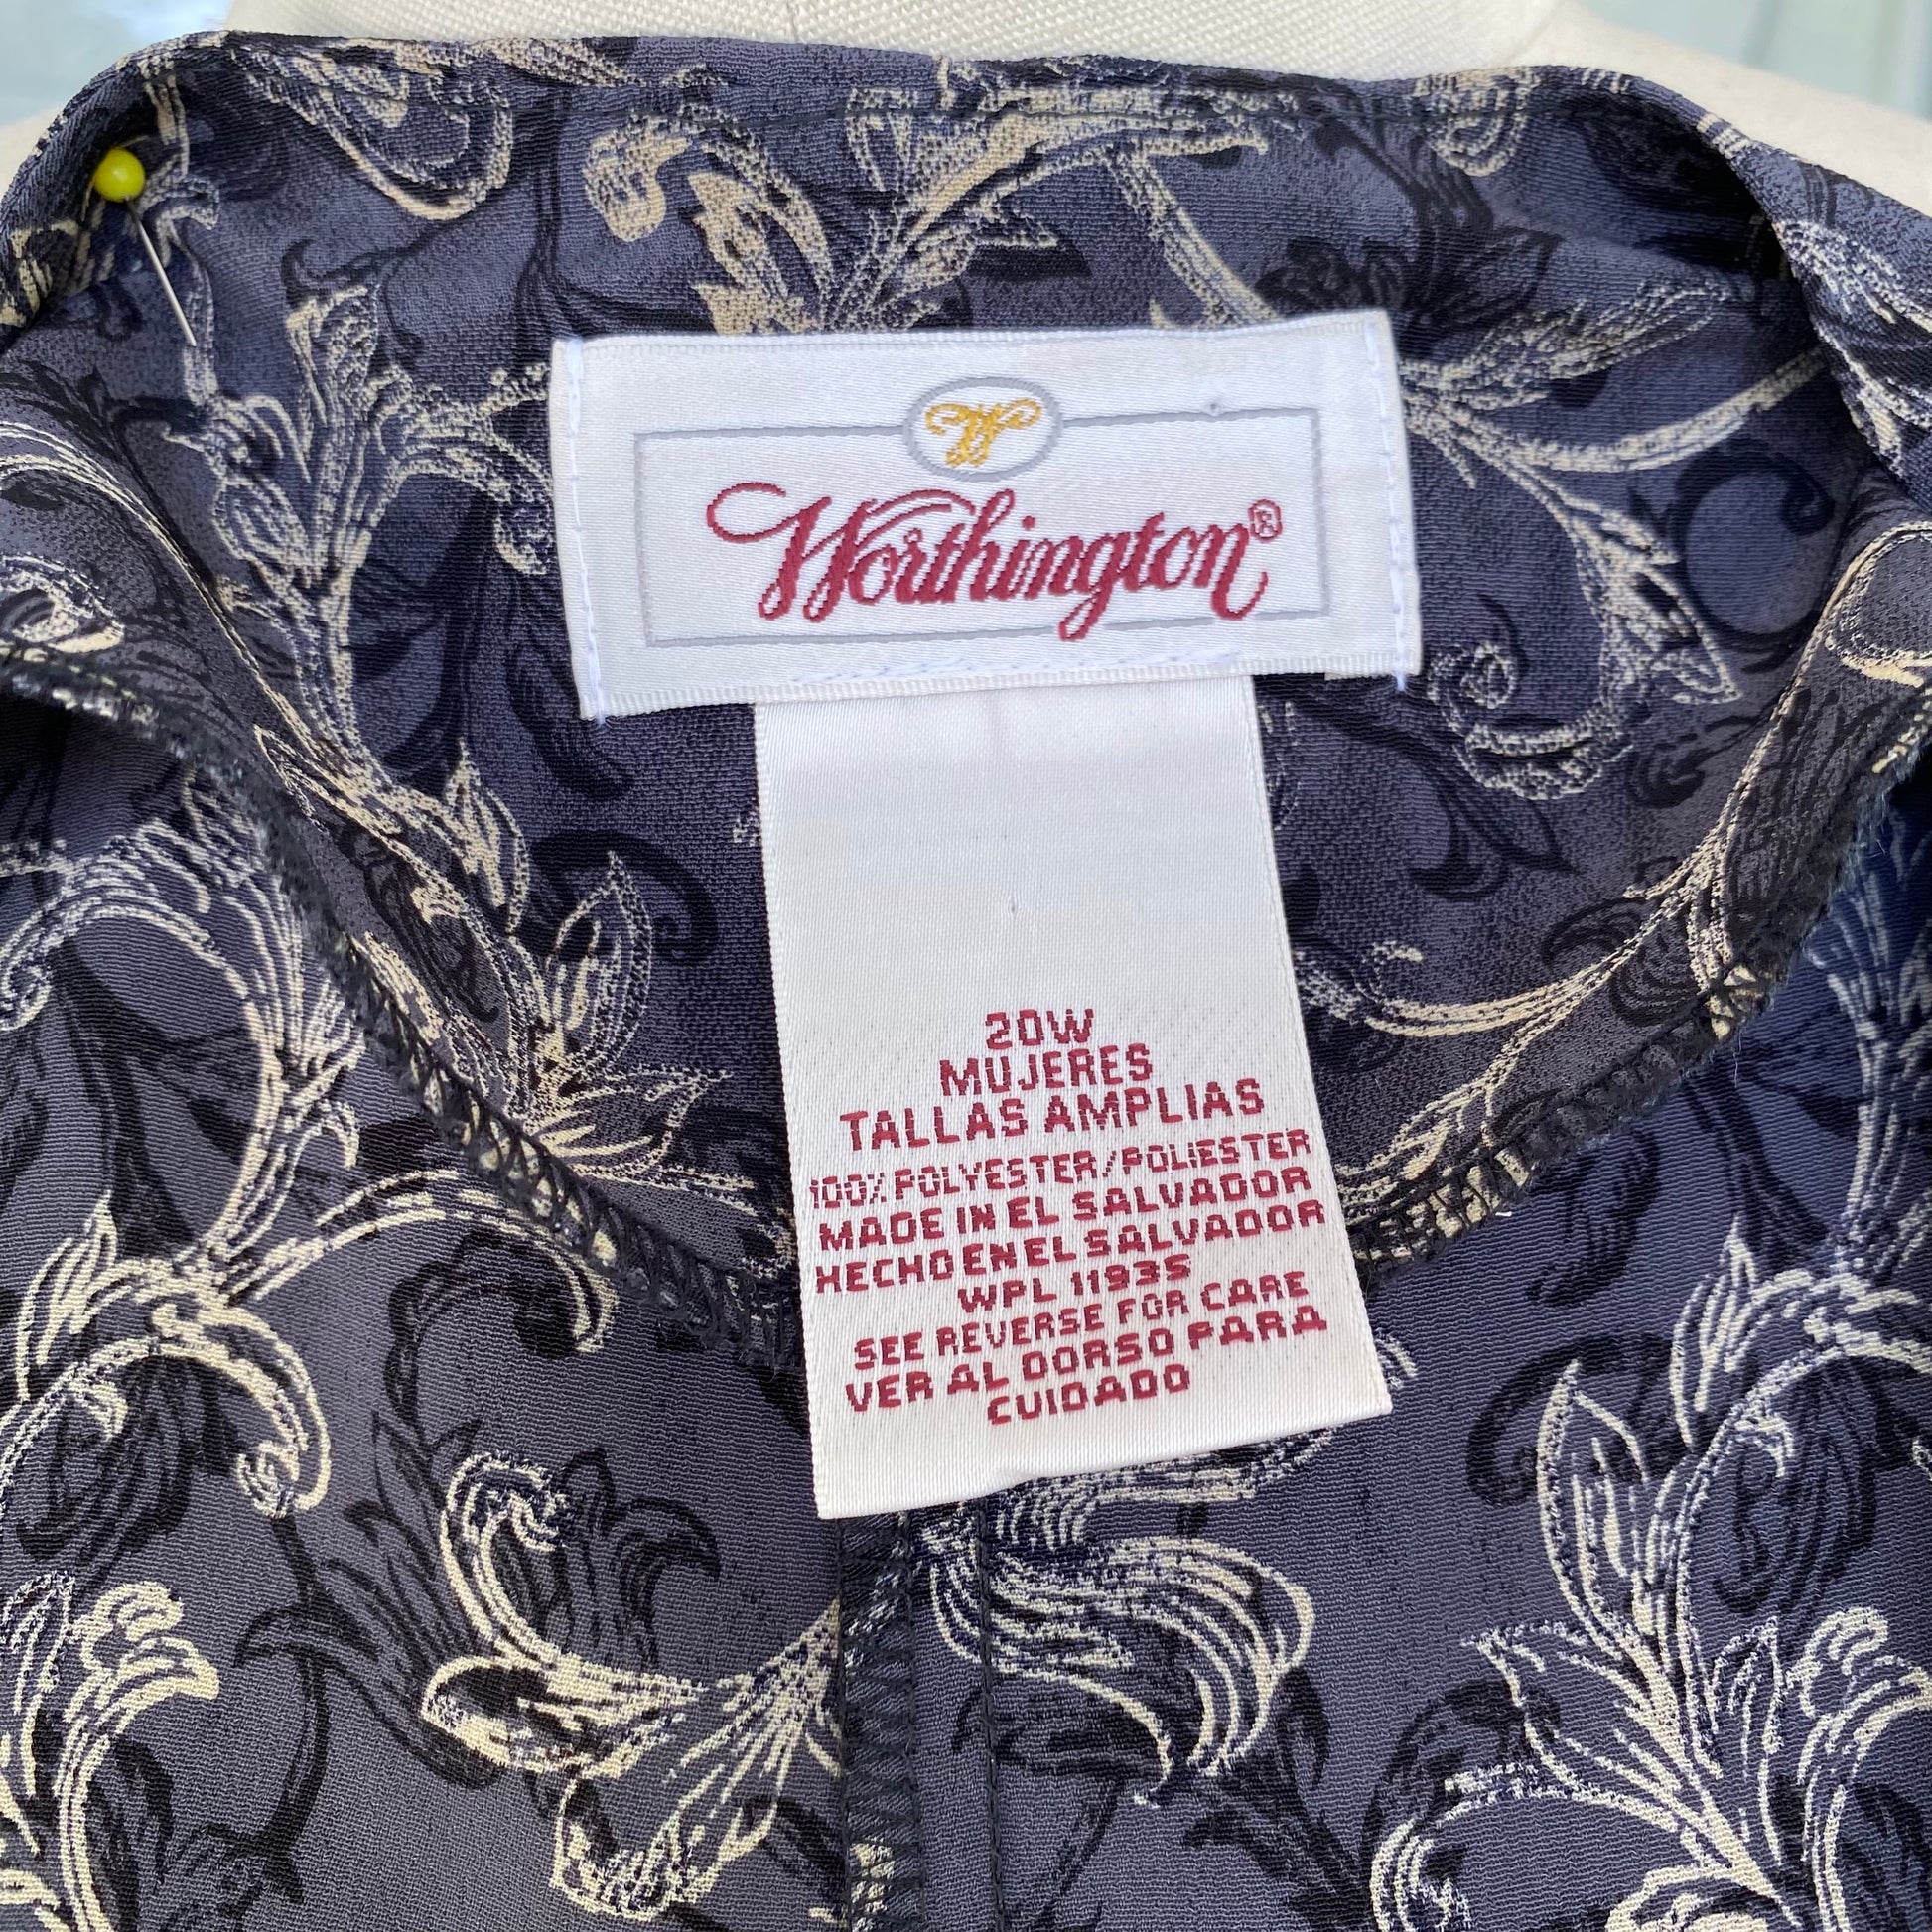 W
Worthington®
20W
MUJERES
TALLAS AMPLIAS
100% POLYESTER/POLIESTER
MADE IN EL SALVADOR
HECHO EN EL SALVADOR
WPL 11935
SEE REVERSE FOR CARE
VER AL DORSO PARA
CUIDADO